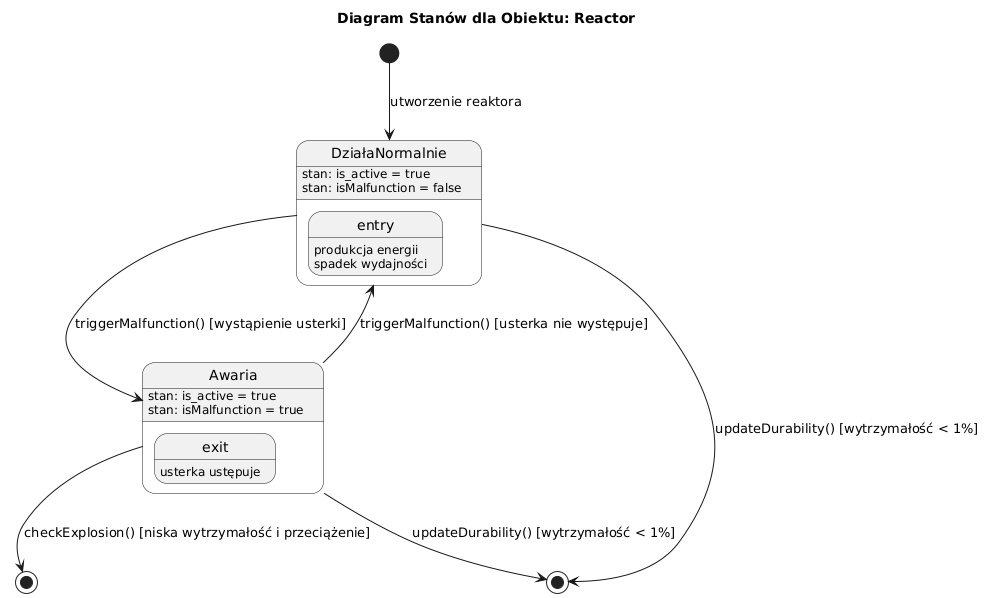 Diagram Stanów dla Obiektu: Reactor
utworzenie reaktora
DziałaNormalnie
stan: is_active = true
stan: isMalfunction = false
entry
produkcja energii
spadek wydajności
triggerMalfunction() [wystąpienie usterki]
triggerMalfunction() [usterka nie występuje]
Awaria
stan: is_active = true
stan: isMalfunction = true
exit
usterka ustępuje
updateDurability() [wytrzymałość < 1%]
checkExplosion() [niska wytrzymałość i przeciążenie]
updateDurability() [wytrzymałość < 1%]